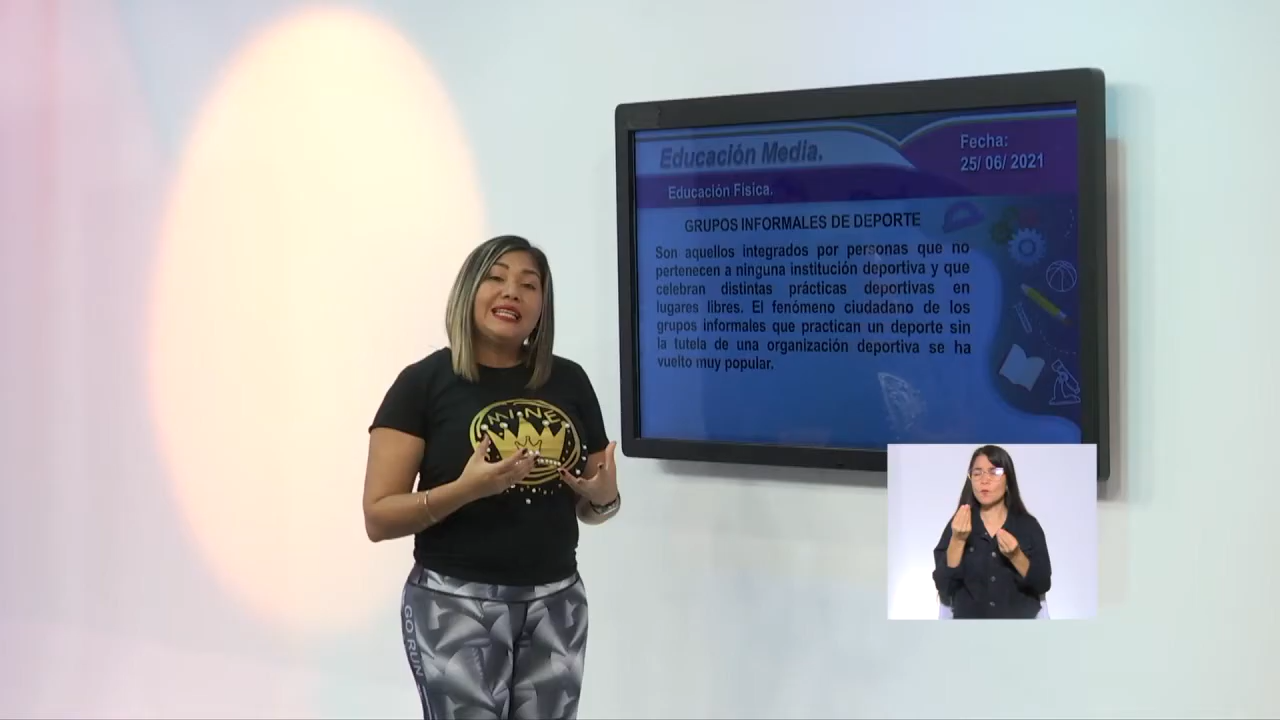 Educación Media.
Fecha:
25/ 06/ 2021
Educación Física.
GRUPOS INFORMALES DE DEPORTE
Son aquellos integrados por personas que no
pertenecen a ninguna institución deportiva y que
celebran distintas prácticas deportivas en
lugares libres. El fenómeno ciudadano de los
grupos informales que practican un deporte sin
la tutela de una organización deportiva se ha
vuelto muy popular.
MINE
GO RUN